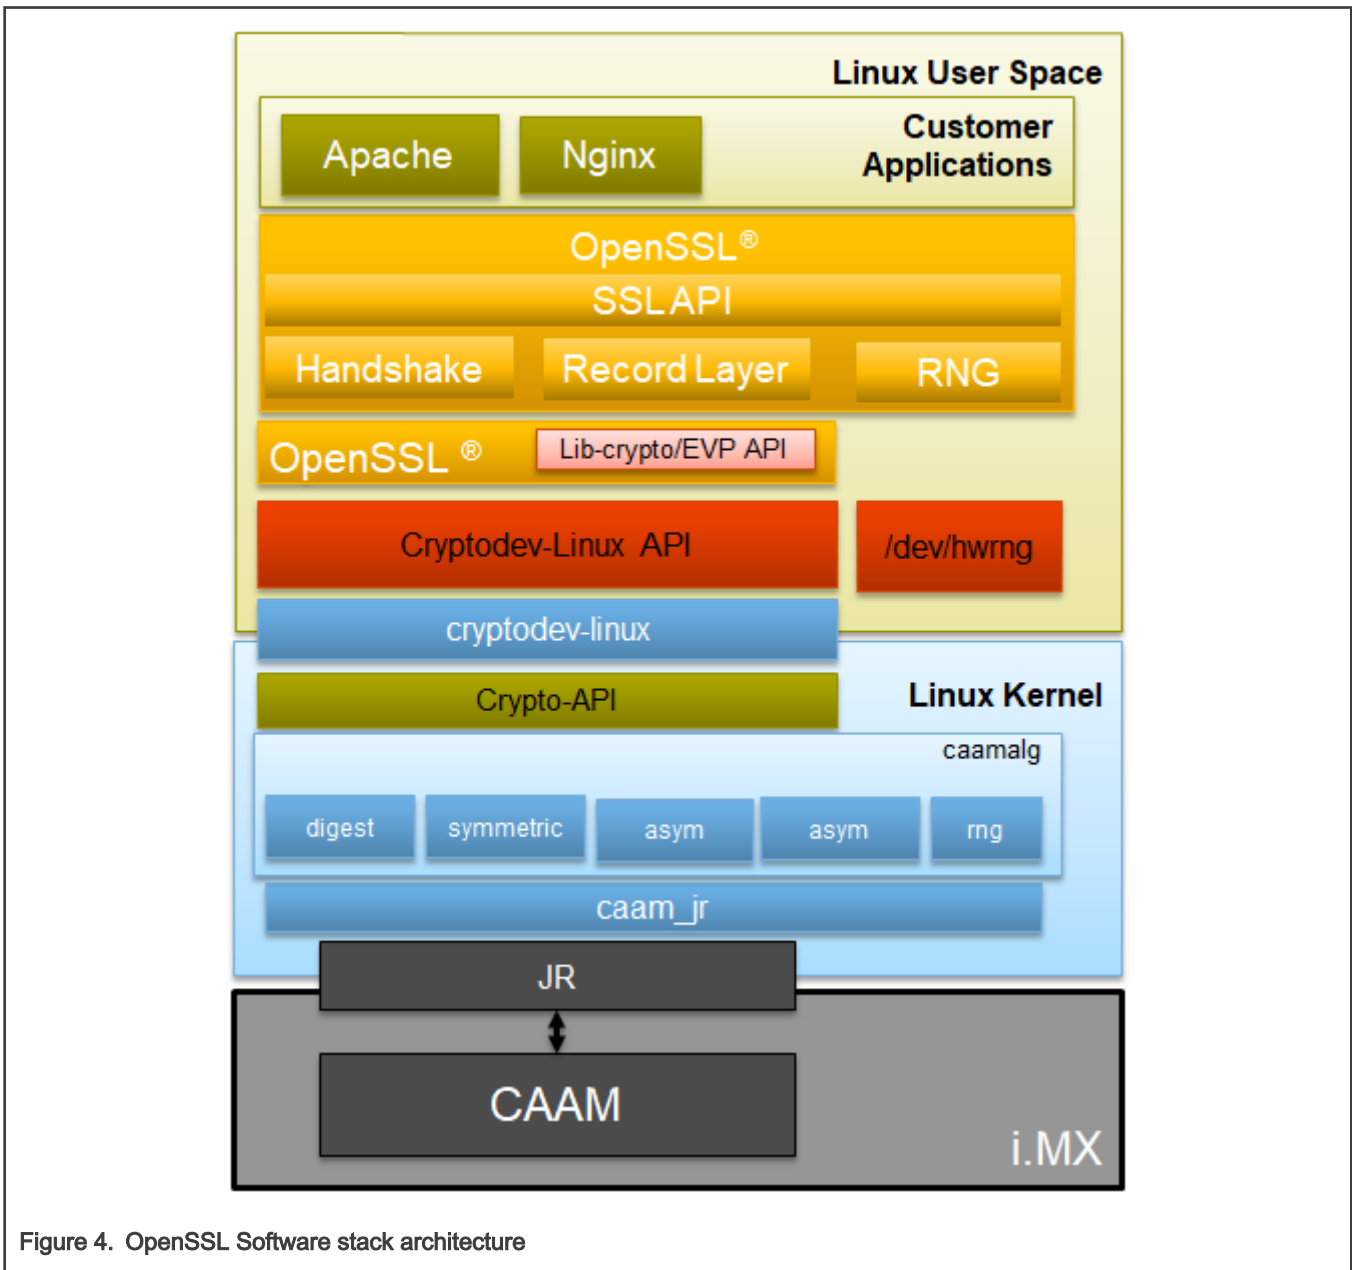 Linux User Space
Customer
Applications
Apache
Nginx
OpenSSL®
SSL API
Handshake
Record Layer
RNG
OpenSSL ®
Lib-crypto/EVP API
Cryptodev-Linux API
/dev/hwrng
cryptodev-linux
Crypto-API
Linux Kernel
caamalg
digest
symmetric
asym
asym
rng
caam_jr
JR
CAAM
i.MX
Figure 4. OpenSSL Software stack architecture